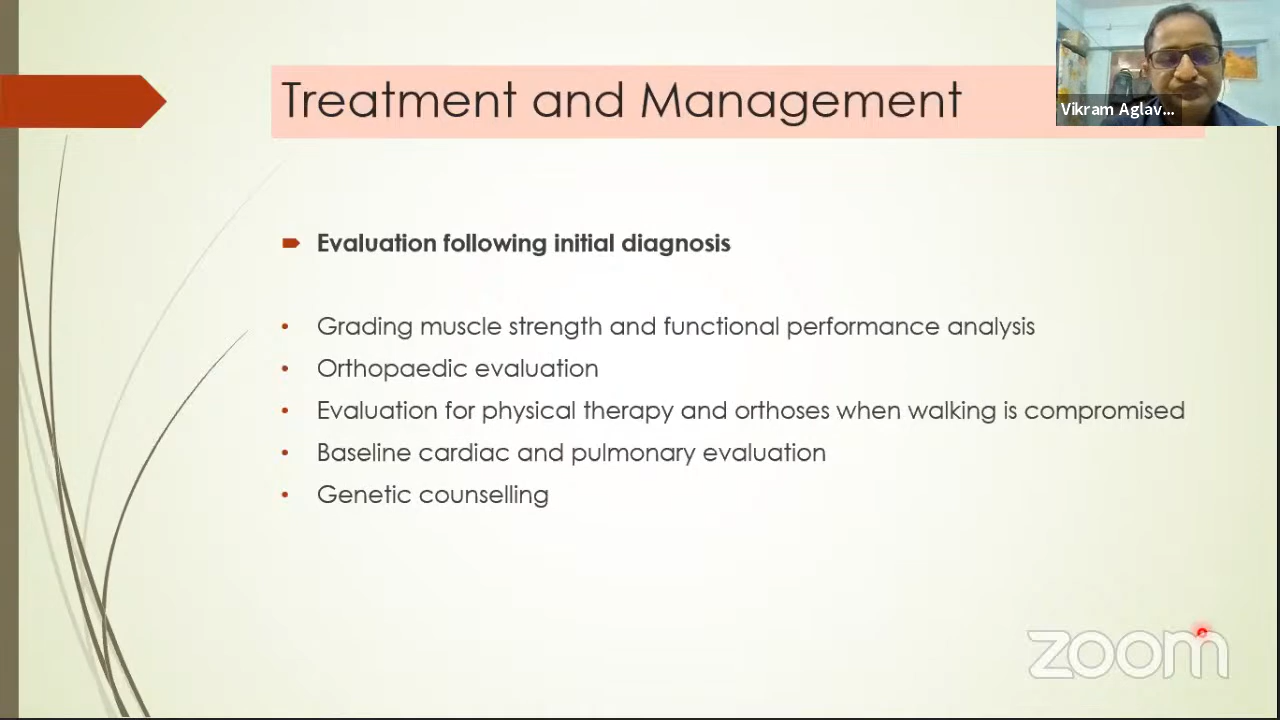 Treatment and Management
Vikram Aglav...
Evaluation following initial diagnosis
Grading muscle strength and functional performance analysis
Orthopaedic evaluation
Evaluation for physical therapy and orthoses when walking is compromised
Baseline cardiac and pulmonary evaluation
Genetic counselling
zoom